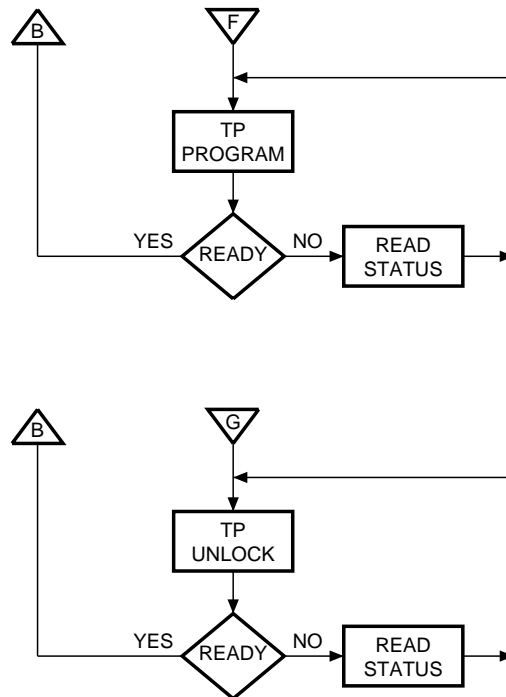 B
F
TP
PROGRAM
YES
READY
NO
READ
STATUS
B
G
TP
UNLOCK
YES
READY
NO
READ
STATUS